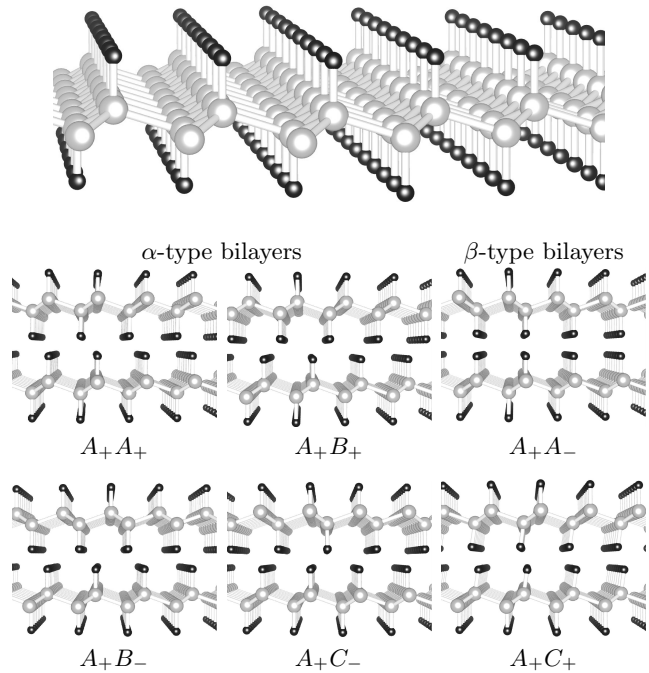 α-type bilayers β-type bilayers
A₊A₊ A₊B₊ A₊A₋
A₊B₋ A₊C₋ A₊C₊